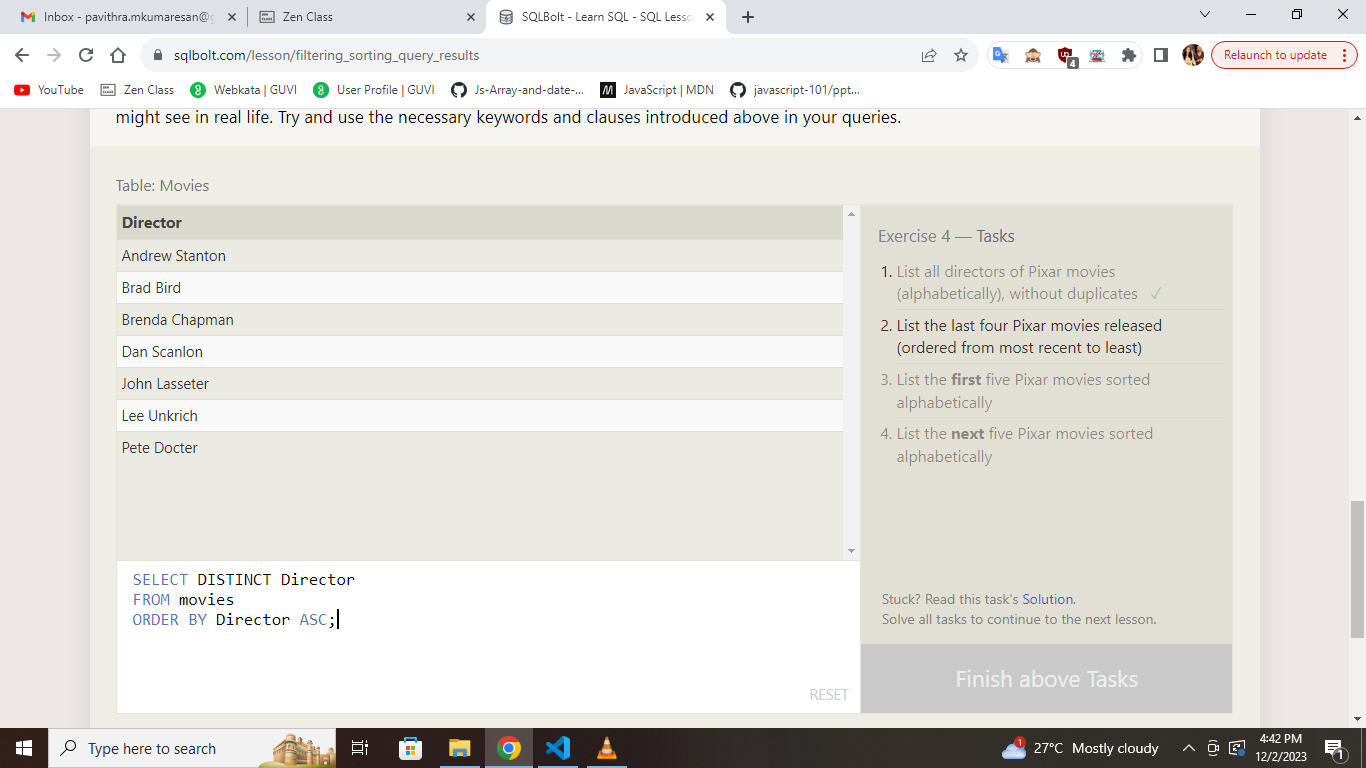 Inbox - pavithra.mkumaresan@g
Zen Class
SQLBolt - Learn SQL - SQL Lesso
sqlbolt.com/lesson/filtering_sorting_query_results
4
Relaunch to update
YouTube
Zen Class
Webkata | GUVI
User Profile | GUVI
Js-Array-and-date-...
JavaScript | MDN
javascript-101/ppt...
might see in real life. Try and use the necessary keywords and clauses introduced above in your queries.
Table: Movies
Director
Andrew Stanton
Brad Bird
Brenda Chapman
Dan Scanlon
John Lasseter
Lee Unkrich
Pete Docter
SELECT DISTINCT Director
FROM movies
ORDER BY Director ASC;
RESET
Exercise 4 — Tasks
1. List all directors of Pixar movies
(alphabetically), without duplicates ✓
2. List the last four Pixar movies released
(ordered from most recent to least)
3. List the first five Pixar movies sorted
alphabetically
4. List the next five Pixar movies sorted
alphabetically
Stuck? Read this task's Solution.
Solve all tasks to continue to the next lesson.
Finish above Tasks
Type here to search
1
27°C Mostly cloudy
4:42 PM
12/2/2023
1